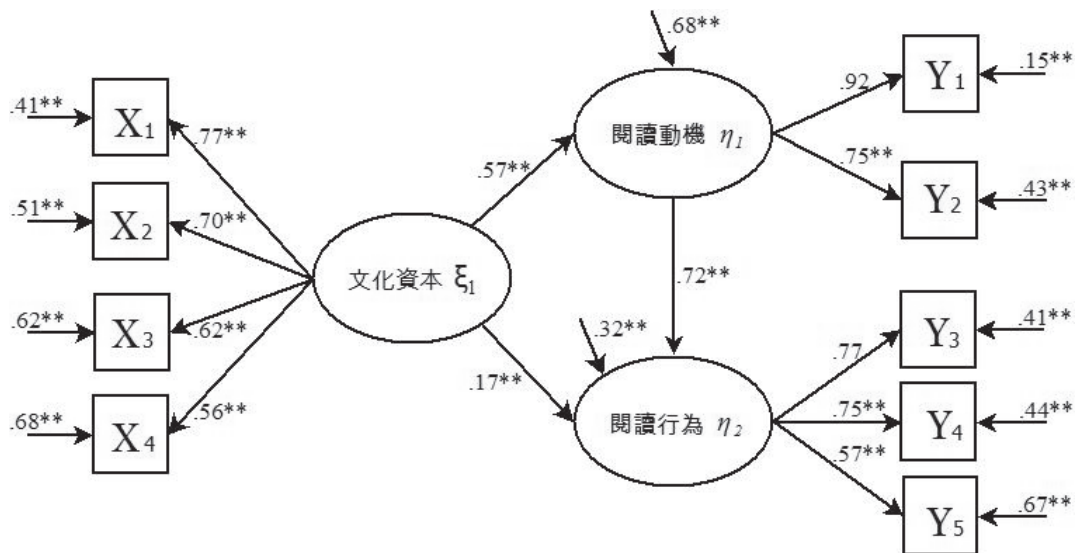 .68**
.41**
X1
.77**
.51**
X2
.70**
.62**
X3
.62**
.68**
X4
.56**
文化資本 ξ1
.57**
.17**
閱讀動機 η1
.72**
.32**
閱讀行為 η2
.92
Y1
.15**
.75**
Y2
.43**
.77
Y3
.41**
.75**
Y4
.44**
.57**
Y5
.67**